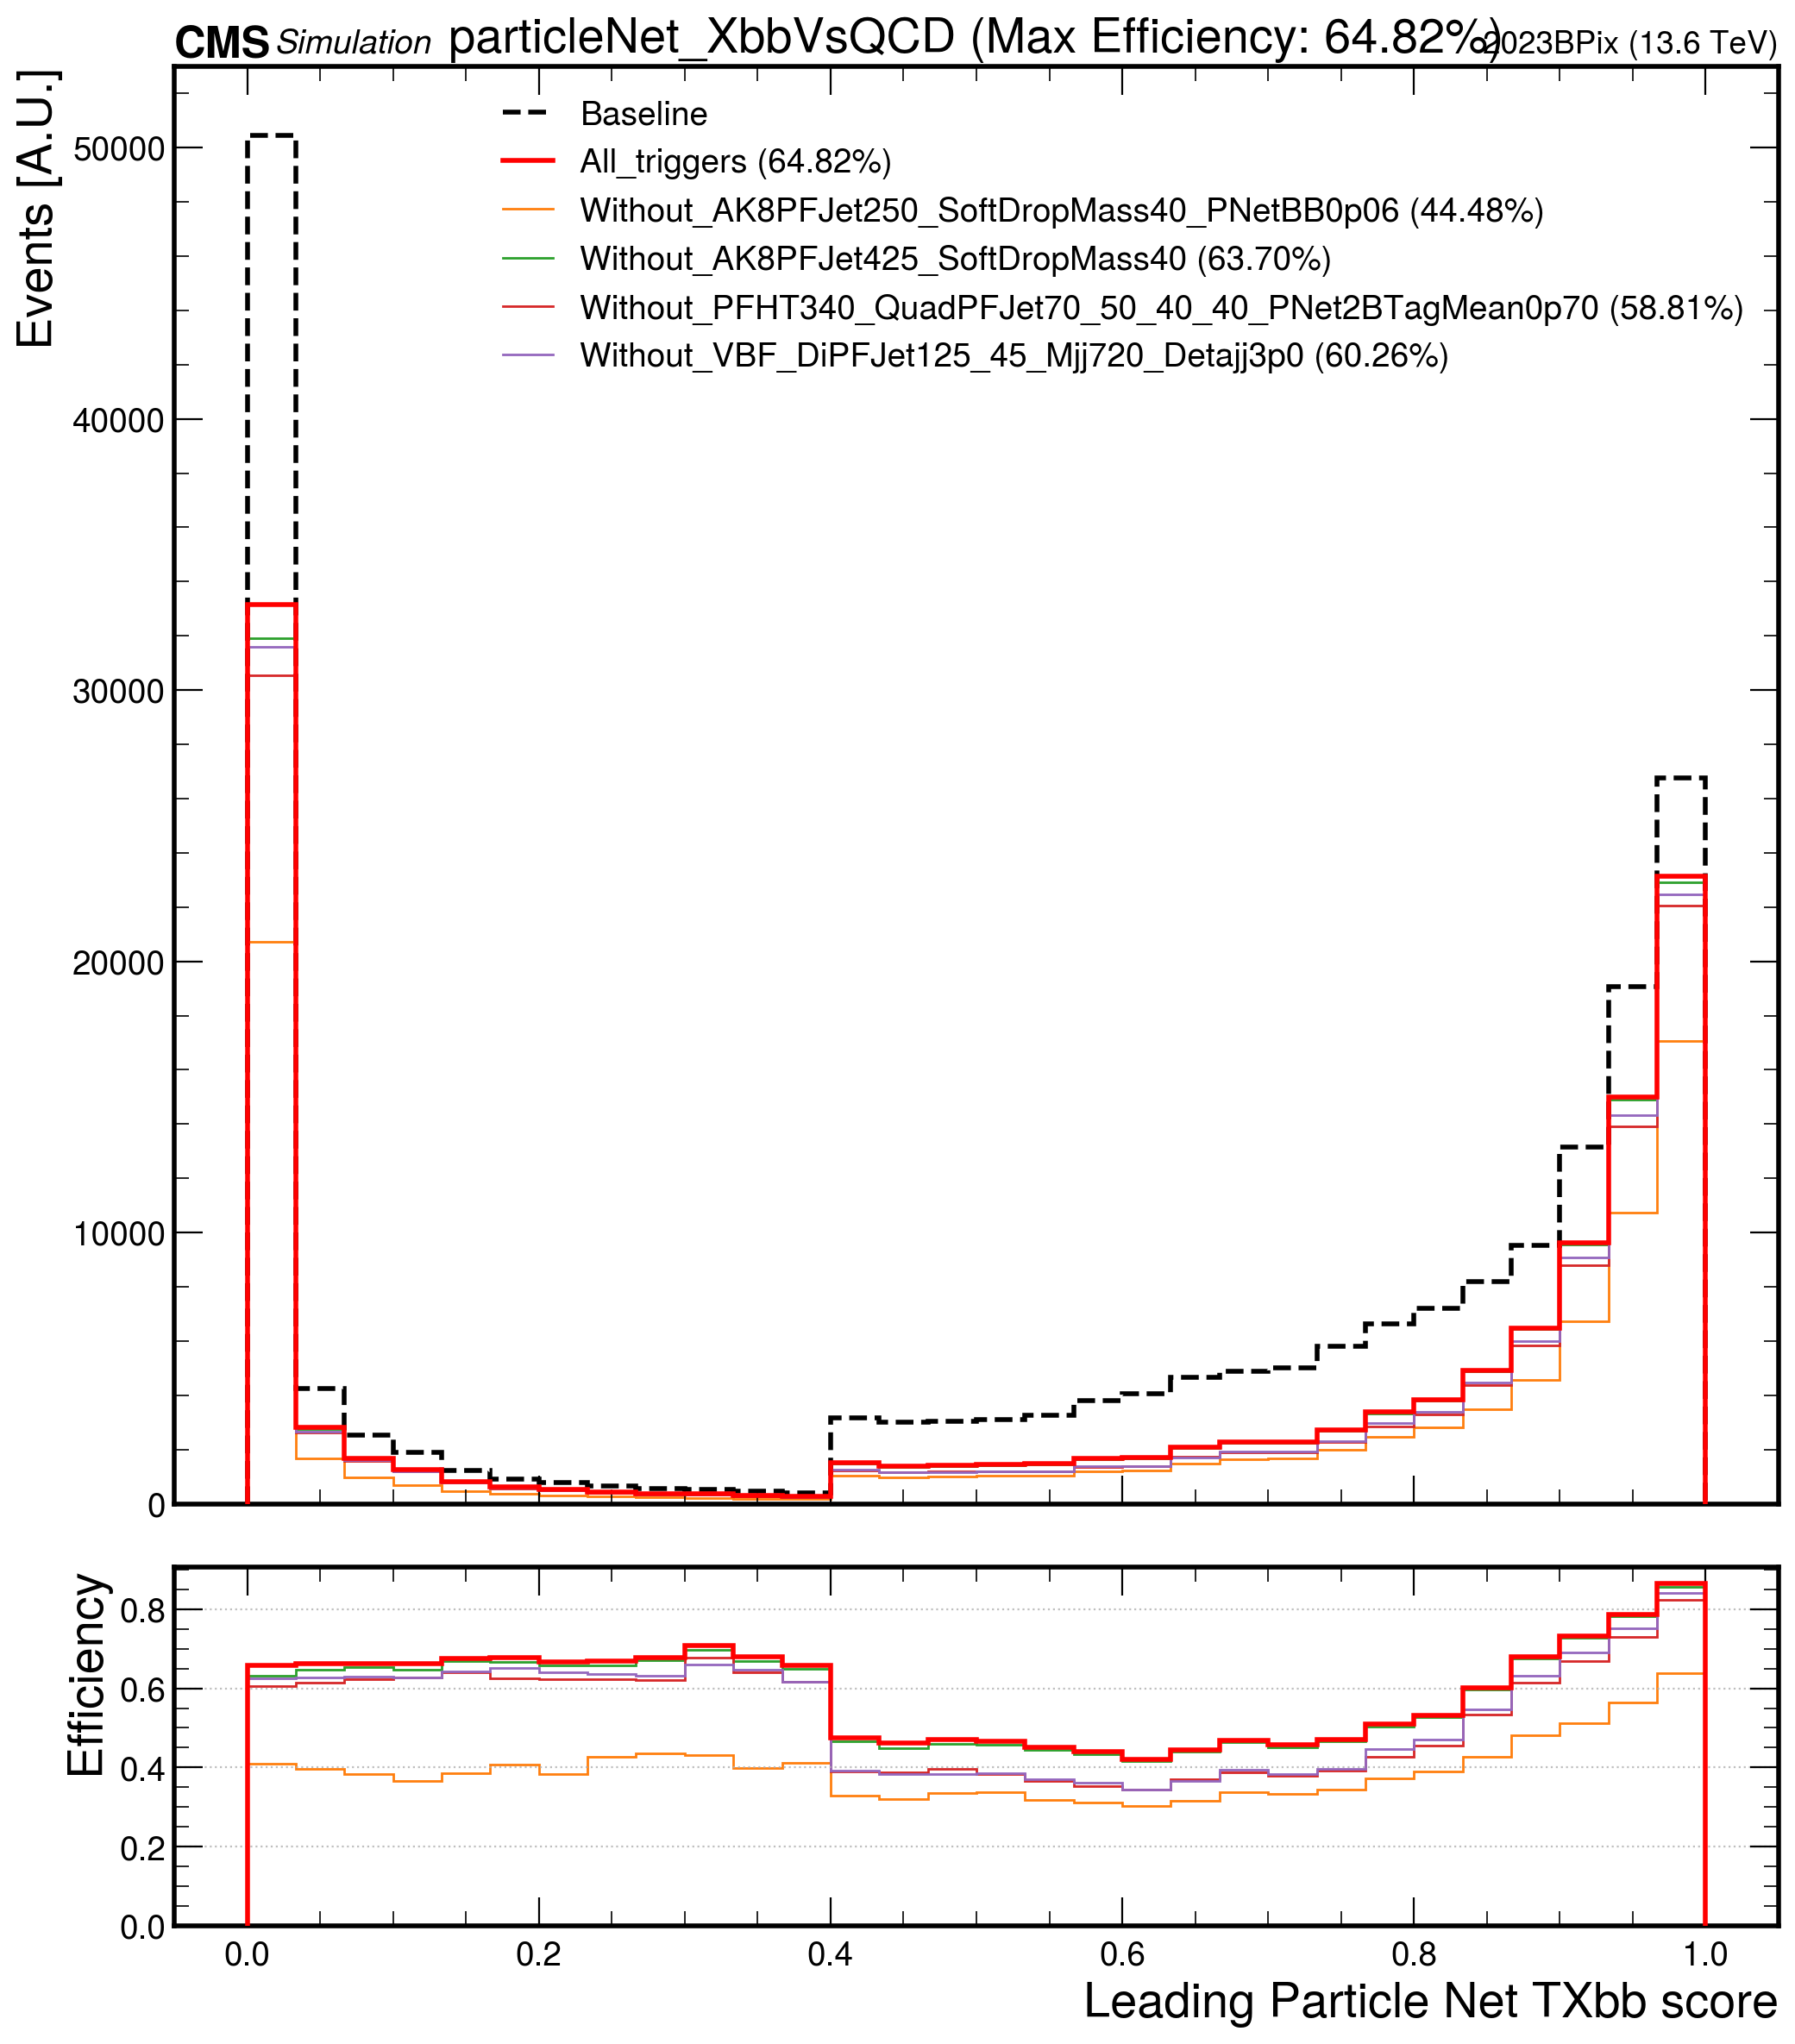 CMS Simulation particleNet_XbbVsQCD (Max Efficiency: 64.82%) 2023BPix (13.6 TeV)
Events [A.U.]
Baseline
All_triggers (64.82%)
Without_AK8PFJet250_SoftDropMass40_PNetBB0p06 (44.48%)
Without_AK8PFJet425_SoftDropMass40 (63.70%)
Without_PFHT340_QuadPFJet70_50_40_40_PNet2BTagMean0p70 (58.81%)
Without_VBF_DiPFJet125_45_Mjj720_Detajj3p0 (60.26%)
50000
40000
30000
20000
10000
0
Efficiency
0.8
0.6
0.4
0.2
0.0
0.0 0.2 0.4 0.6 0.8 1.0
Leading Particle Net TXbb score